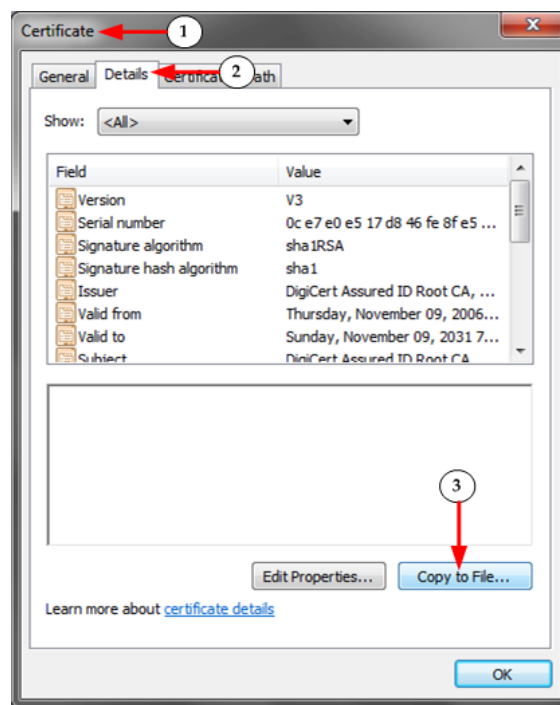 Certificate 1
General Details 2 ath
Show: <All>
Field Value
Version V3
Serial number 0c e7 e0 e5 17 d8 46 fe 8f e5 ...
Signature algorithm sha1RSA
Signature hash algorithm sha1
Issuer DigiCert Assured ID Root CA, ...
Valid from Thursday, November 09, 2006...
Valid to Sunday, November 09, 2031 7...
Subject DigiCert Assured ID Root CA
3
Edit Properties... Copy to File...
Learn more about certificate details
OK